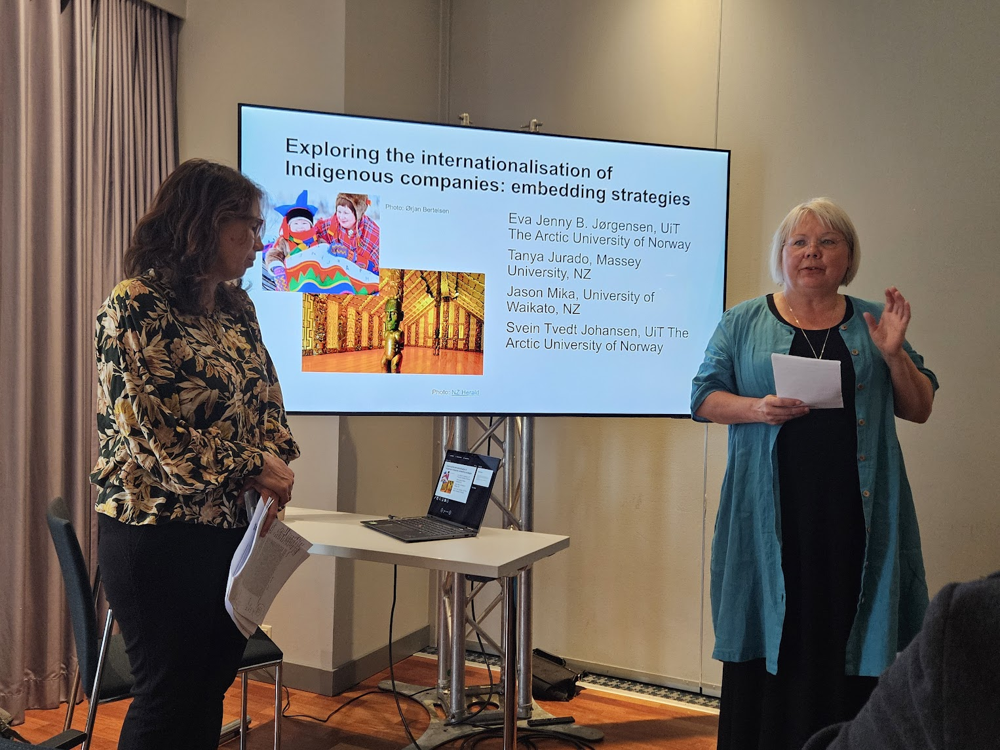 Exploring the internationalisation of
Indigenous companies: embedding strategies
Photo: Ørjan Bertelsen
Eva Jenny B. Jørgensen, UiT
The Arctic University of Norway
Tanya Jurado, Massey
University, NZ
Jason Mika, University of
Waikato, NZ
Svein Tvedt Johansen, UiT The
Arctic University of Norway
Photo: NZ Herald